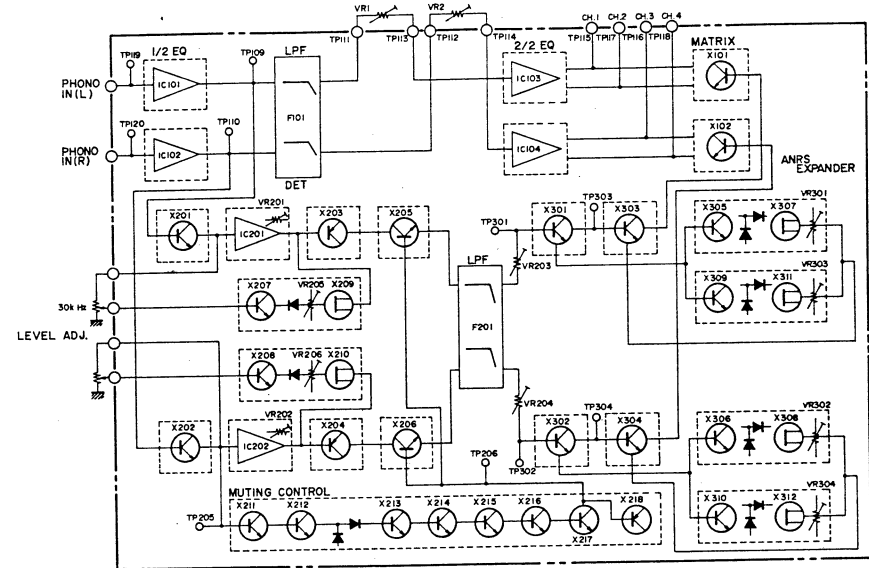 VR1 VR2
TP111 TP113 TP112 TP114
CH.1 CH.2 CH.3 CH.4
TP115 TP117 TP116 TP118
TP119
1/2 EQ
TP109
LPF
2/2 EQ
MATRIX
X101
PHONO
IN(L)
IC101
IC103
TP120
TP110
F101
X102
PHONO
IN(R)
IC102
IC104
DET
ANRS
EXPANDER
X201
VR201
IC201
X203
X205
TP301
X301
TP303
X303
VR301
X305
X307
LPF
VR203
X207
VR205
X209
VR303
X309
X311
30k Hz
F201
LEVEL ADJ.
X208
VR206
X210
VR204
VR202
X202
IC202
X204
X206
X302
TP304
X304
VR302
X306
X308
TP206
TP302
VR304
MUTING CONTROL
TP205
X211
X212
X213
X214
X215
X216
X217
X218
X310
X312